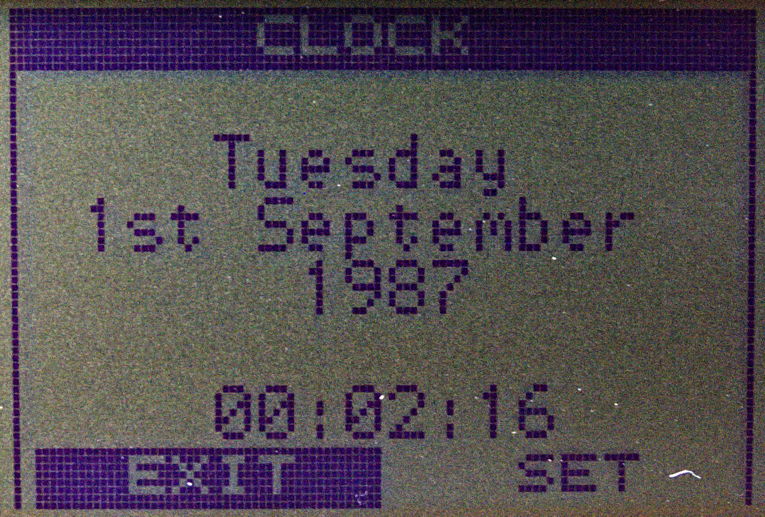 CLOCK
Tuesday
1st September
1987
00:02:16
EXIT SET